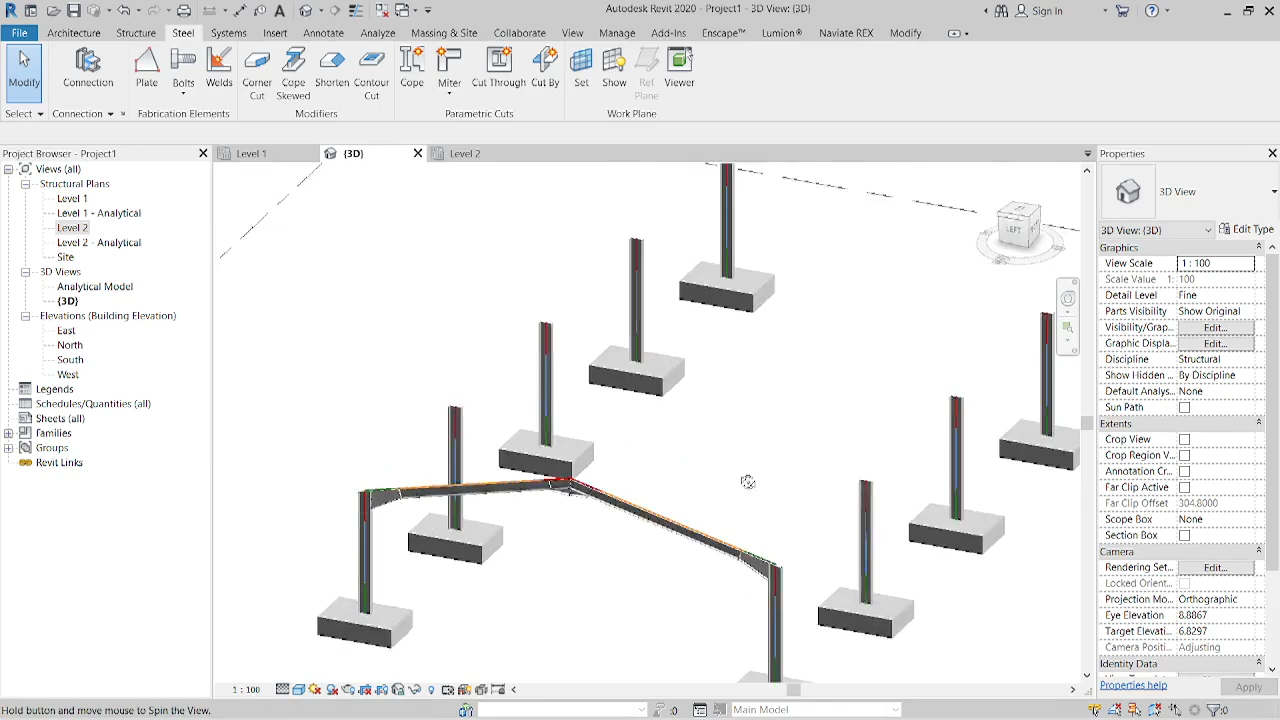 Autodesk Revit 2020 - Project1 - 3D View: {3D}
Sign In
File Architecture Structure Steel Systems Insert Annotate Analyze Massing & Site Collaborate View Manage Add-Ins Enscape™ Lumion® Naviate REX Modify
Modify
Connection
Plate
Bolts
Welds
Corner Cut
Cope Skewed
Shorten
Contour Cut
Cope
Miter
Cut Through
Cut By
Set
Show
Ref Plane
Viewer
Select
Connection
Fabrication Elements
Modifiers
Parametric Cuts
Work Plane
Project Browser - Project1
Level 1
{3D}
Level 2
Properties
Views (all)
Structural Plans
Level 1
Level 1 - Analytical
Level 2
Level 2 - Analytical
Site
3D Views
Analytical Model
{3D}
Elevations (Building Elevation)
East
North
South
West
Legends
Schedules/Quantities (all)
Sheets (all)
Families
Groups
Revit Links
LEFT
3D View
3D View: {3D}
Edit Type
Graphics
View Scale 1 : 100
Scale Value 1: 100
Detail Level Fine
Parts Visibility Show Original
Visibility/Grap... Edit...
Graphic Displa... Edit...
Discipline Structural
Show Hidden ... By Discipline
Default Analys... None
Sun Path
Extents
Crop View
Crop Region V...
Annotation Cr...
Far Clip Active
Far Clip Offset 304.8000
Scope Box None
Section Box
Camera
Rendering Set... Edit...
Locked Orient...
Projection Mo... Orthographic
Eye Elevation 8.8867
Target Elevati... 6.8297
Camera Positi... Adjusting
Identity Data
Properties help
Apply
1 : 100
Hold button and move mouse to Spin the View.
:0
Main Model
:0